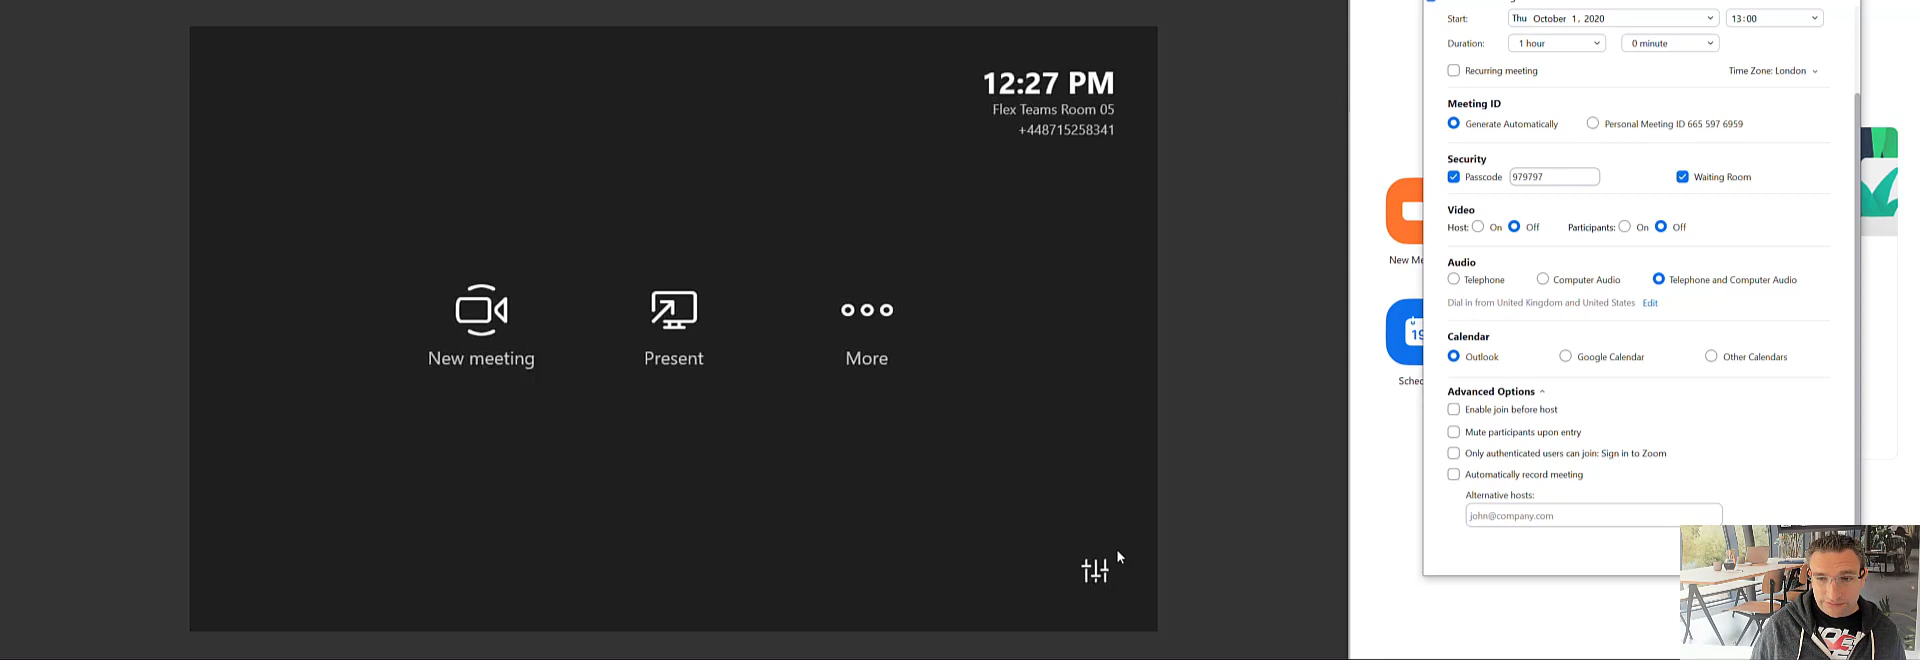 12:27 PM
Flex Teams Room 05
+448715258341
New meeting
Present
More
New Me
19
Sched
Start:
Thu October 1, 2020
13:00
Duration:
1 hour
0 minute
Recurring meeting
Time Zone: London
Meeting ID
Generate Automatically
Personal Meeting ID 665 597 6959
Security
Passcode
979797
Waiting Room
Video
Host:
On
Off
Participants:
On
Off
Audio
Telephone
Computer Audio
Telephone and Computer Audio
Dial in from United Kingdom and United States Edit
Calendar
Outlook
Google Calendar
Other Calendars
Advanced Options
Enable join before host
Mute participants upon entry
Only authenticated users can join: Sign in to Zoom
Automatically record meeting
Alternative hosts:
john@company.com